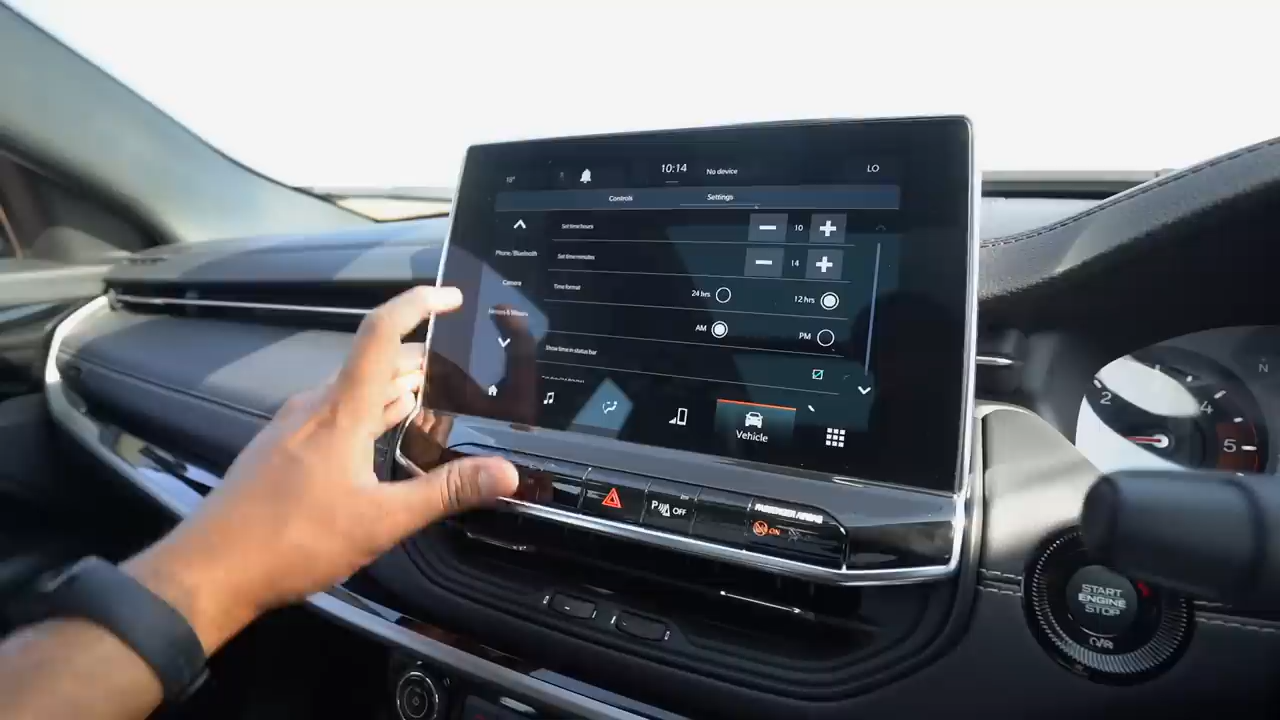 10:14
No device
LO
Controls
Settings
Set time hours
10
Phone/Bluetooth
Set time minutes
14
Camera
Time format
24 hrs
12 hrs
AM
PM
Show time in status bar
Vehicle
P OFF
PASSENGER AIRBAG
ON
2
4
5
N
START
ENGINE
STOP